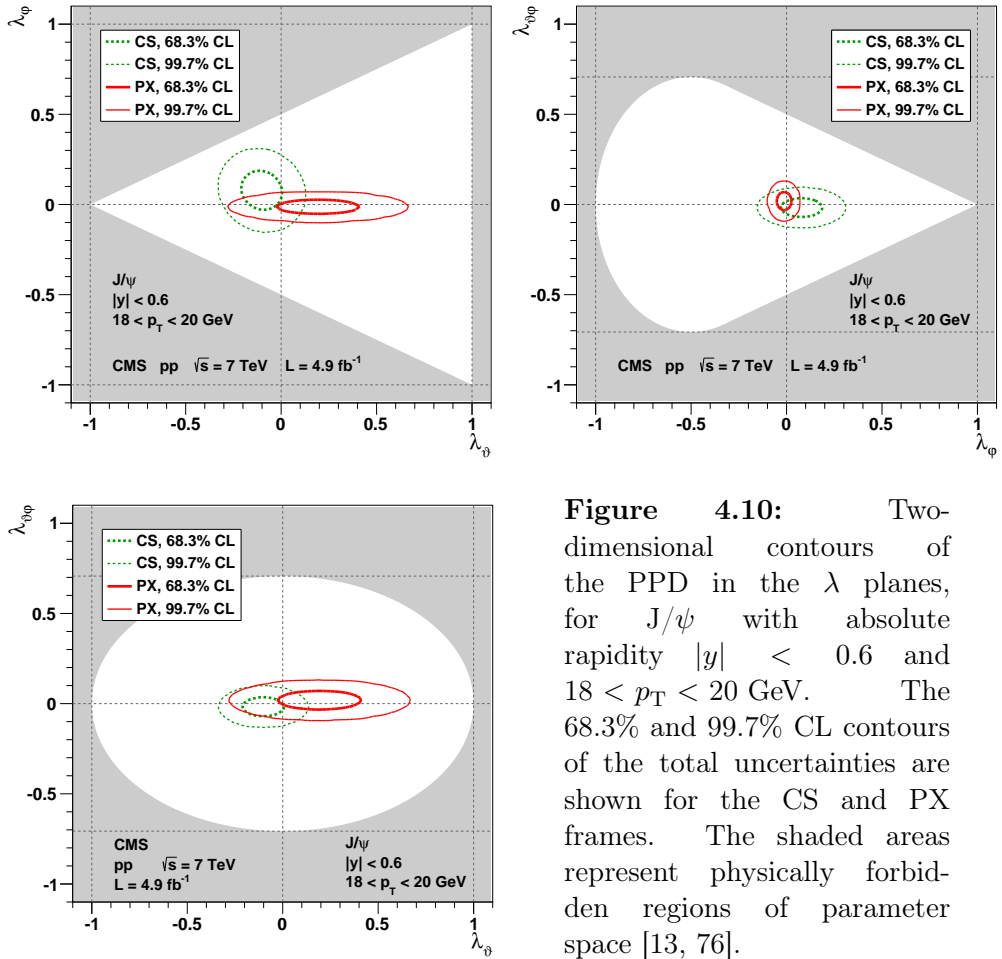 λφ
1
0.5
0
-0.5
-1
CS, 68.3% CL
CS, 99.7% CL
PX, 68.3% CL
PX, 99.7% CL
J/ψ
|y| < 0.6
18 < pT < 20 GeV
CMS pp √s = 7 TeV L = 4.9 fb⁻¹
-1 -0.5 0 0.5 1
λϑ
λϑφ
1
0.5
0
-0.5
-1
CS, 68.3% CL
CS, 99.7% CL
PX, 68.3% CL
PX, 99.7% CL
J/ψ
|y| < 0.6
18 < pT < 20 GeV
CMS pp √s = 7 TeV L = 4.9 fb⁻¹
-1 -0.5 0 0.5 1
λφ
λϑφ
1
0.5
0
-0.5
-1
CS, 68.3% CL
CS, 99.7% CL
PX, 68.3% CL
PX, 99.7% CL
CMS
pp √s = 7 TeV
L = 4.9 fb⁻¹
J/ψ
|y| < 0.6
18 < pT < 20 GeV
-1 -0.5 0 0.5 1
λϑ
Figure 4.10: Two-
dimensional contours of
the PPD in the λ planes,
for J/ψ with absolute
rapidity |y| < 0.6 and
18 < pT < 20 GeV. The
68.3% and 99.7% CL contours
of the total uncertainties are
shown for the CS and PX
frames. The shaded areas
represent physically forbid-
den regions of parameter
space [13, 76].